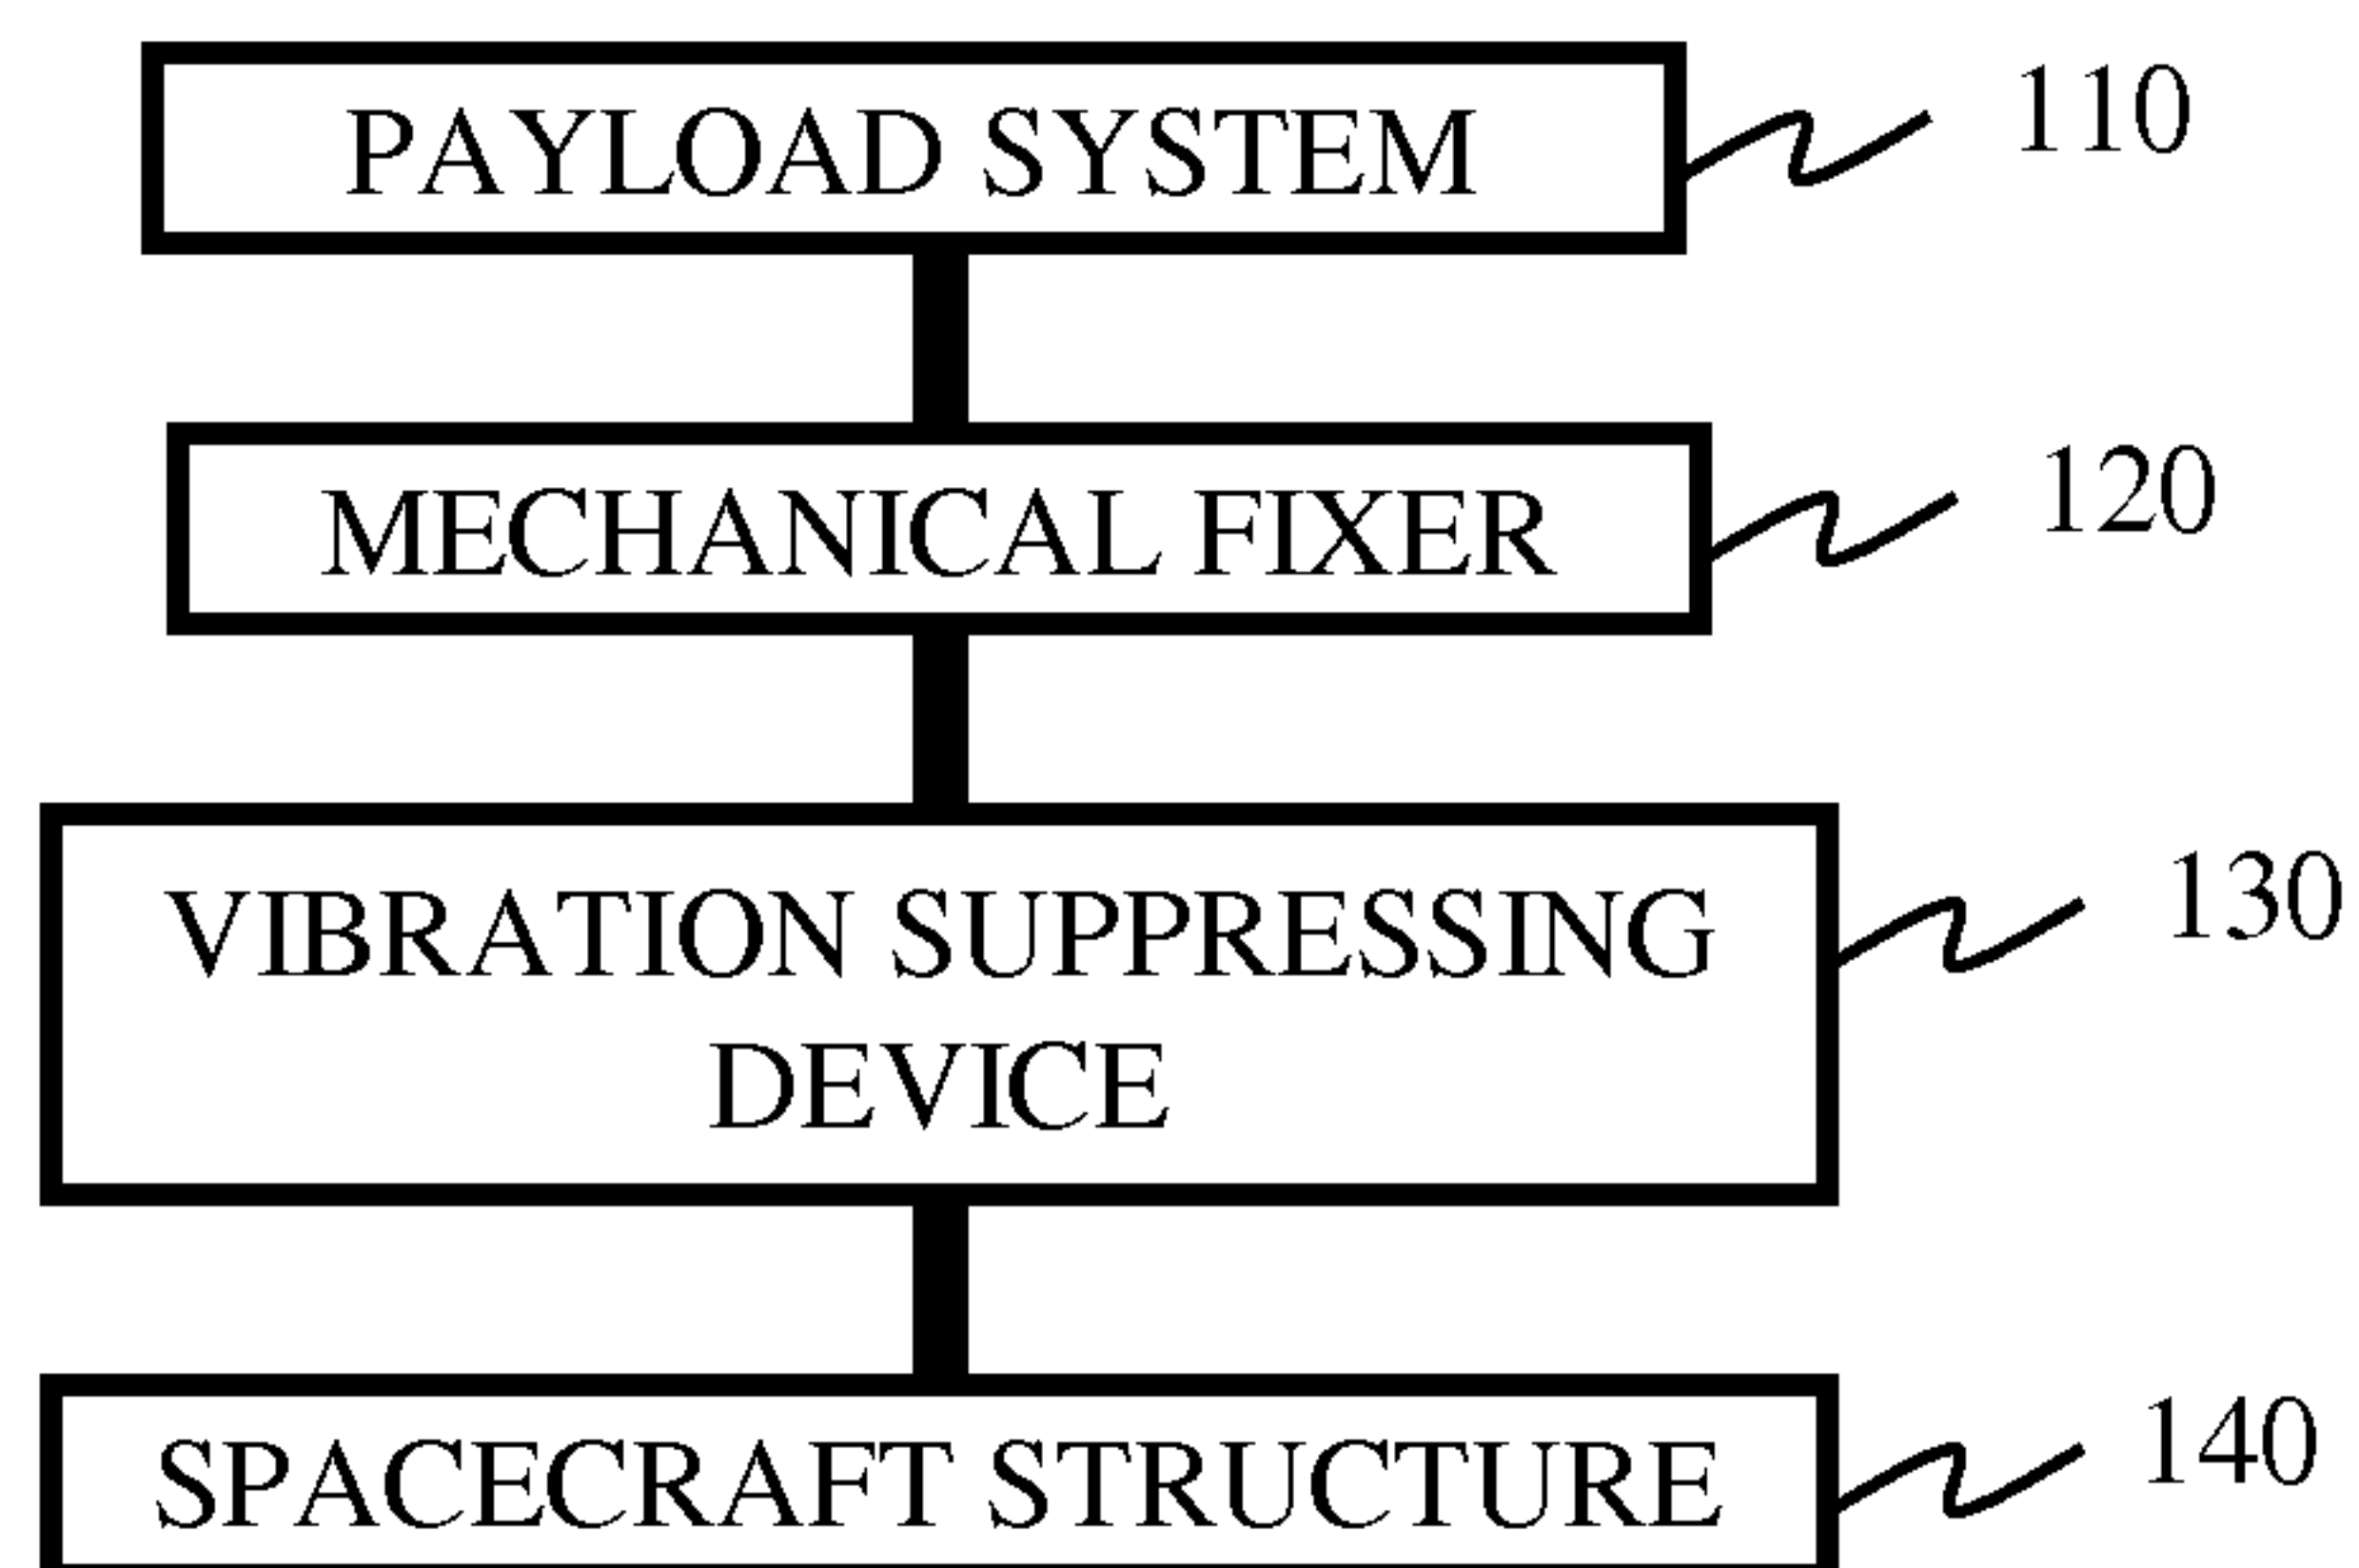 PAYLOAD SYSTEM 110
MECHANICAL FIXER 120
VIBRATION SUPPRESSING 130
DEVICE
SPACECRAFT STRUCTURE 140